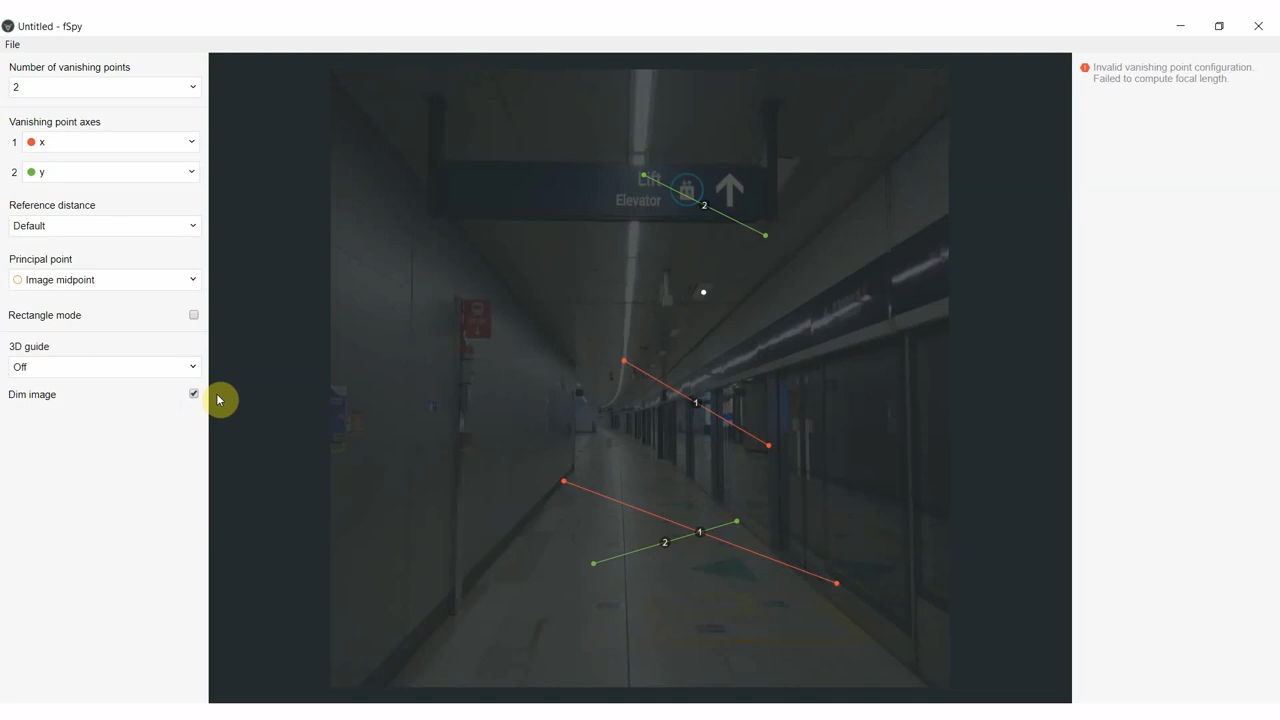 Untitled - fSpy
File
Number of vanishing points
2
Vanishing point axes
1 x
2 y
Reference distance
Default
Principal point
Image midpoint
Rectangle mode
3D guide
Off
Dim image
Lift
Elevator
2
1
1
2
Invalid vanishing point configuration.
Failed to compute focal length.